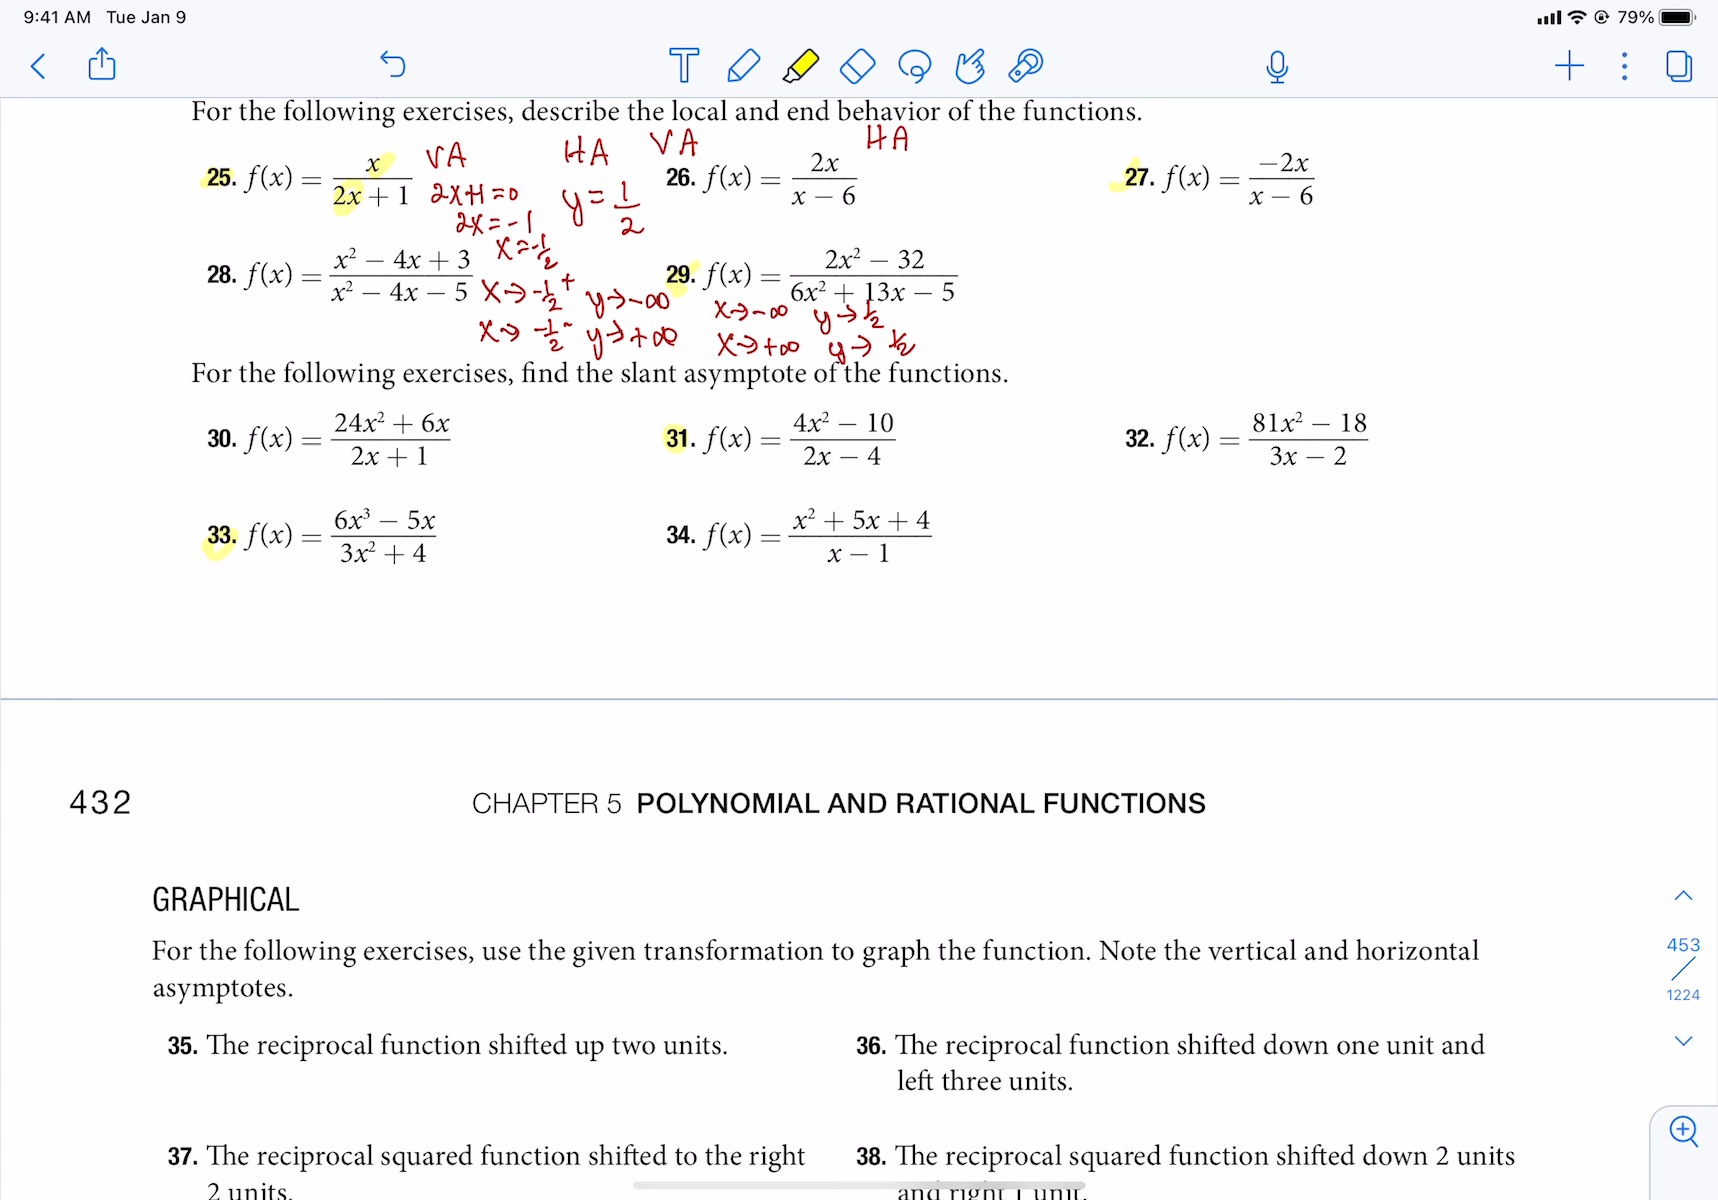 9:41 AM Tue Jan 9 79%
For the following exercises, describe the local and end behavior of the functions.
VA HA VA HA
25. f(x) = x / (2x + 1) 26. f(x) = 2x / (x − 6) 27. f(x) = −2x / (x − 6)
2x+1=0 y = 1/2
2x=-1
x=-1/2
28. f(x) = (x² − 4x + 3) / (x² − 4x − 5) 29. f(x) = (2x² − 32) / (6x² + 13x − 5)
x→-1/2⁺ y→-∞ x→-∞ y→1/2
x→-1/2⁻ y→+∞ x→+∞ y→1/2
For the following exercises, find the slant asymptote of the functions.
30. f(x) = (24x² + 6x) / (2x + 1) 31. f(x) = (4x² − 10) / (2x − 4) 32. f(x) = (81x² − 18) / (3x − 2)
33. f(x) = (6x³ − 5x) / (3x² + 4) 34. f(x) = (x² + 5x + 4) / (x − 1)
432 CHAPTER 5 POLYNOMIAL AND RATIONAL FUNCTIONS
GRAPHICAL
For the following exercises, use the given transformation to graph the function. Note the vertical and horizontal
asymptotes.
453 / 1224
35. The reciprocal function shifted up two units. 36. The reciprocal function shifted down one unit and
left three units.
37. The reciprocal squared function shifted to the right 38. The reciprocal squared function shifted down 2 units
2 units. and right 1 unit.